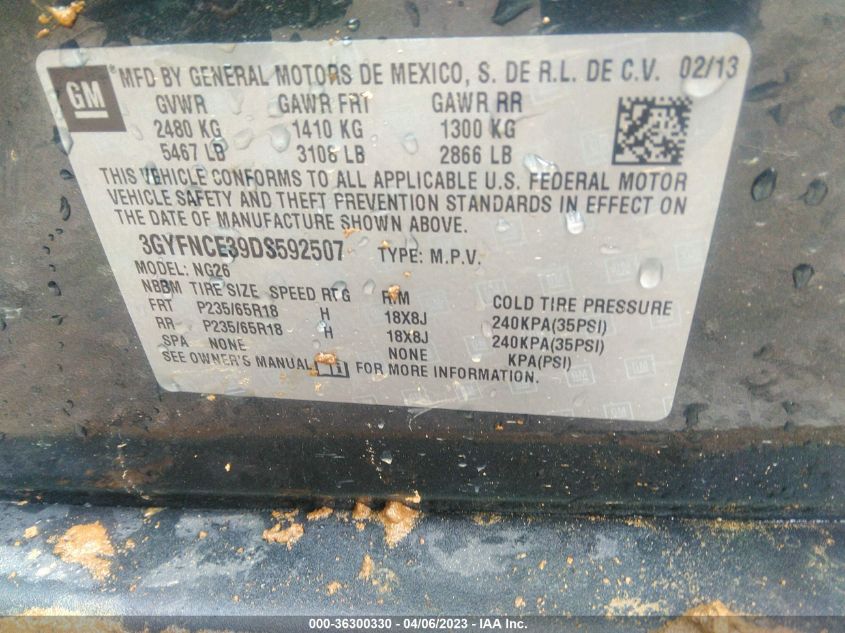 GM
® MFD BY GENERAL MOTORS DE MEXICO, S. DE R.L. DE C.V. 02/13
GVWR GAWR FRT GAWR RR
2480 KG 1410 KG 1300 KG
5467 LB 3108 LB 2866 LB
THIS VEHICLE CONFORMS TO ALL APPLICABLE U.S. FEDERAL MOTOR
VEHICLE SAFETY AND THEFT PREVENTION STANDARDS IN EFFECT ON
THE DATE OF MANUFACTURE SHOWN ABOVE.
3GYFNCE39DS592507 TYPE: M.P.V.
MODEL: NG26
NBBM TIRE SIZE SPEED RTG RIM COLD TIRE PRESSURE
FRT P235/65R18 H 18X8J 240KPA(35PSI)
RR P235/65R18 H 18X8J 240KPA(35PSI)
SPA NONE NONE KPA(PSI)
SEE OWNER'S MANUAL FOR MORE INFORMATION.
000-36300330 - 04/06/2023 - IAA Inc.